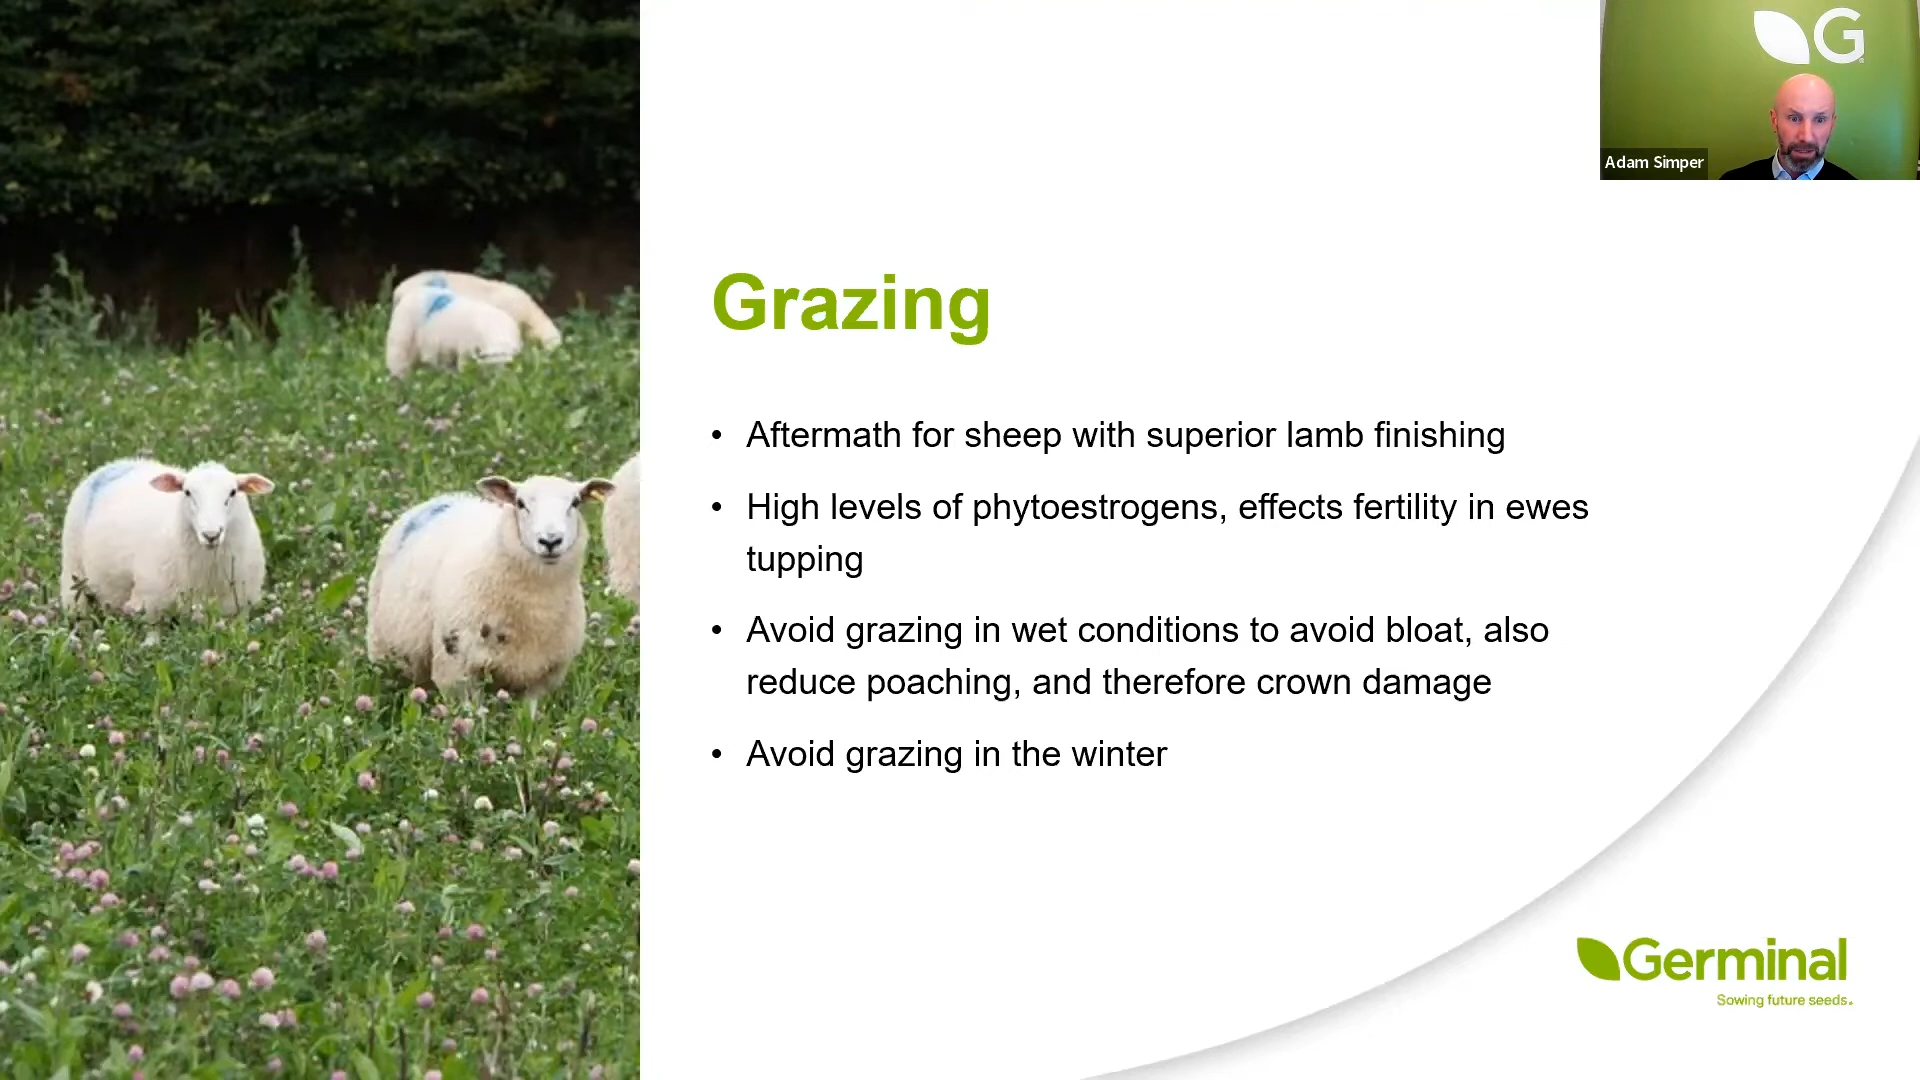 G
Adam Simper
Grazing
• Aftermath for sheep with superior lamb finishing
• High levels of phytoestrogens, effects fertility in ewes
tupping
• Avoid grazing in wet conditions to avoid bloat, also
reduce poaching, and therefore crown damage
• Avoid grazing in the winter
Germinal
Sowing future seeds.